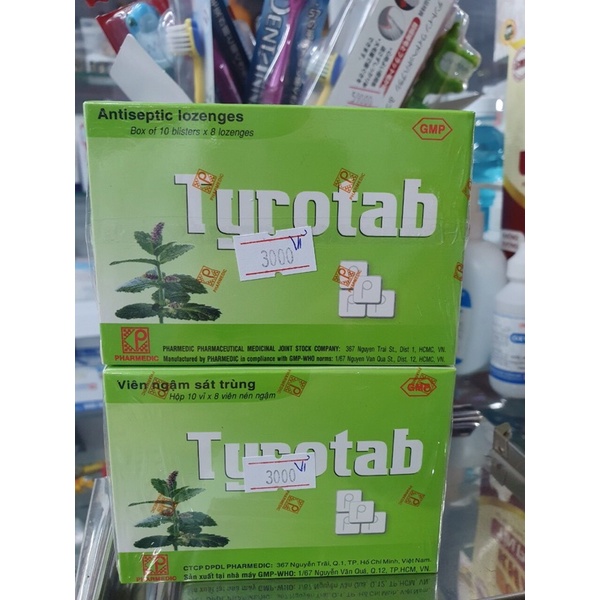 DENT
51000
Antiseptic lozenges
Box of 10 blisters x 8 lozenges
GMP
Tyrotab
3000 VỈ
PHARMEDIC
PHARMEDIC PHARMACEUTICAL MEDICINAL JOINT STOCK COMPANY: 367 Nguyen Trai St., Dist 1, HCMC, VN.
Manufactured by PHARMEDIC in compliance with GMP-WHO norms: 1/67 Nguyen Van Qua St., Dist. 12, HCMC, VN.
Viên ngậm sát trùng
Hộp 10 vỉ x 8 viên nén ngậm
GMP
Tyrotab
3000 VỈ
PHARMEDIC
CTCP DPDL PHARMEDIC: 367 Nguyễn Trãi, Q.1, TP. Hồ Chí Minh, Việt Nam.
Sản xuất tại nhà máy GMP-WHO: 1/67 Nguyễn Văn Quá, Q.12, TP.HCM, VN.